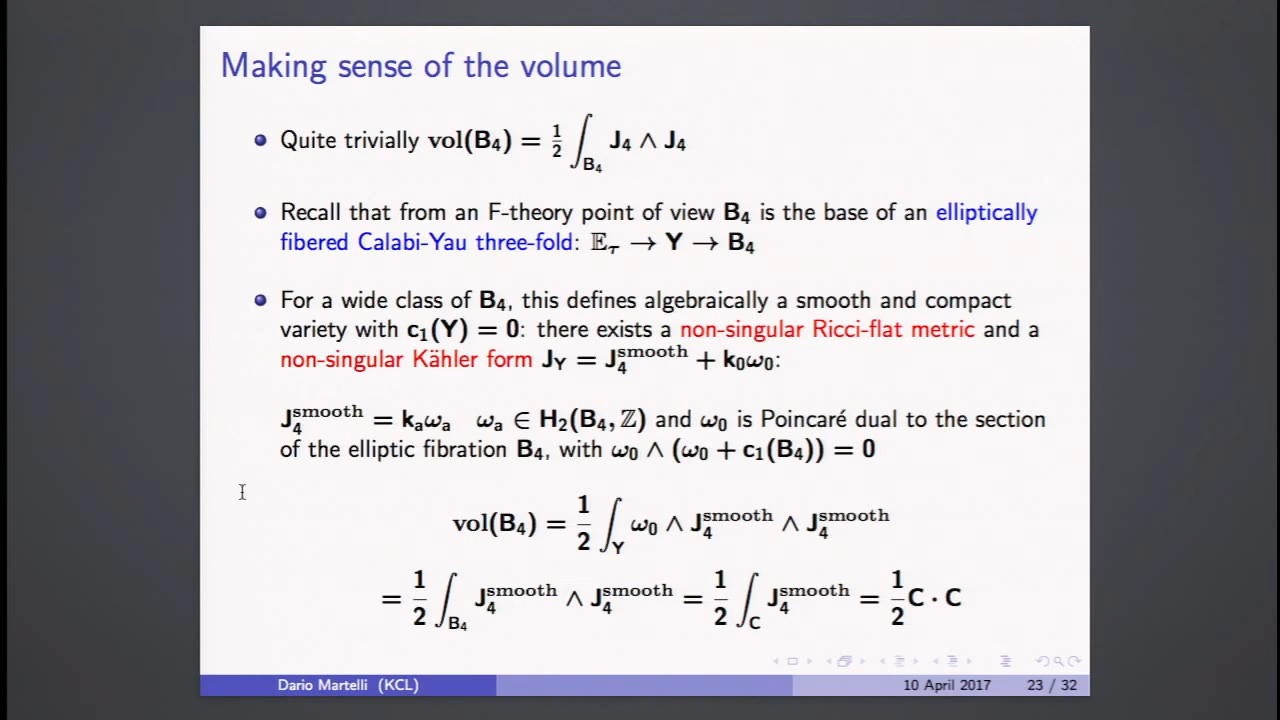 Making sense of the volume
Quite trivially vol(B₄) = ½ ∫_{B₄} J₄ ∧ J₄
Recall that from an F-theory point of view B₄ is the base of an elliptically
fibered Calabi-Yau three-fold: 𝔼_τ → Y → B₄
For a wide class of B₄, this defines algebraically a smooth and compact
variety with c₁(Y) = 0: there exists a non-singular Ricci-flat metric and a
non-singular Kähler form J_Y = J₄^{smooth} + k₀ω₀:
J₄^{smooth} = k_aω_a ω_a ∈ H₂(B₄, ℤ) and ω₀ is Poincaré dual to the section
of the elliptic fibration B₄, with ω₀ ∧ (ω₀ + c₁(B₄)) = 0
vol(B₄) = 1/2 ∫_Y ω₀ ∧ J₄^{smooth} ∧ J₄^{smooth}
= 1/2 ∫_{B₄} J₄^{smooth} ∧ J₄^{smooth} = 1/2 ∫_C J₄^{smooth} = 1/2 C · C
Dario Martelli (KCL) 10 April 2017 23 / 32